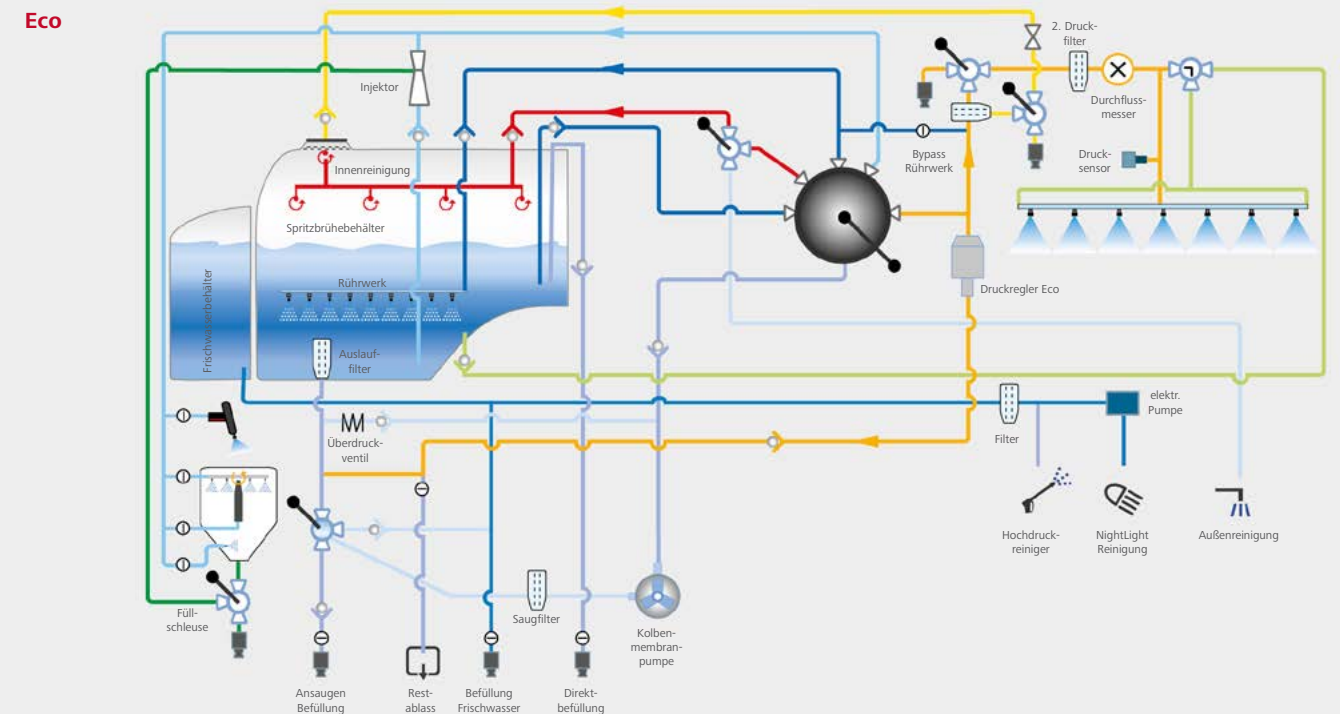 Eco
2. Druck-
filter
Injektor
Durchfluss-
messer
Innenreinigung
Bypass
Rührwerk
Druck-
sensor
Spritzbrühebehälter
Frischwasserbehälter
Rührwerk
Druckregler Eco
Auslauf-
filter
elektr.
Pumpe
Überdruck-
ventil
Filter
Hochdruck-
reiniger
NightLight
Reinigung
Außenreinigung
Füll-
schleuse
Saugfilter
Kolben-
membran-
pumpe
Ansaugen
Befüllung
Rest-
ablass
Befüllung
Frischwasser
Direkt-
befüllung